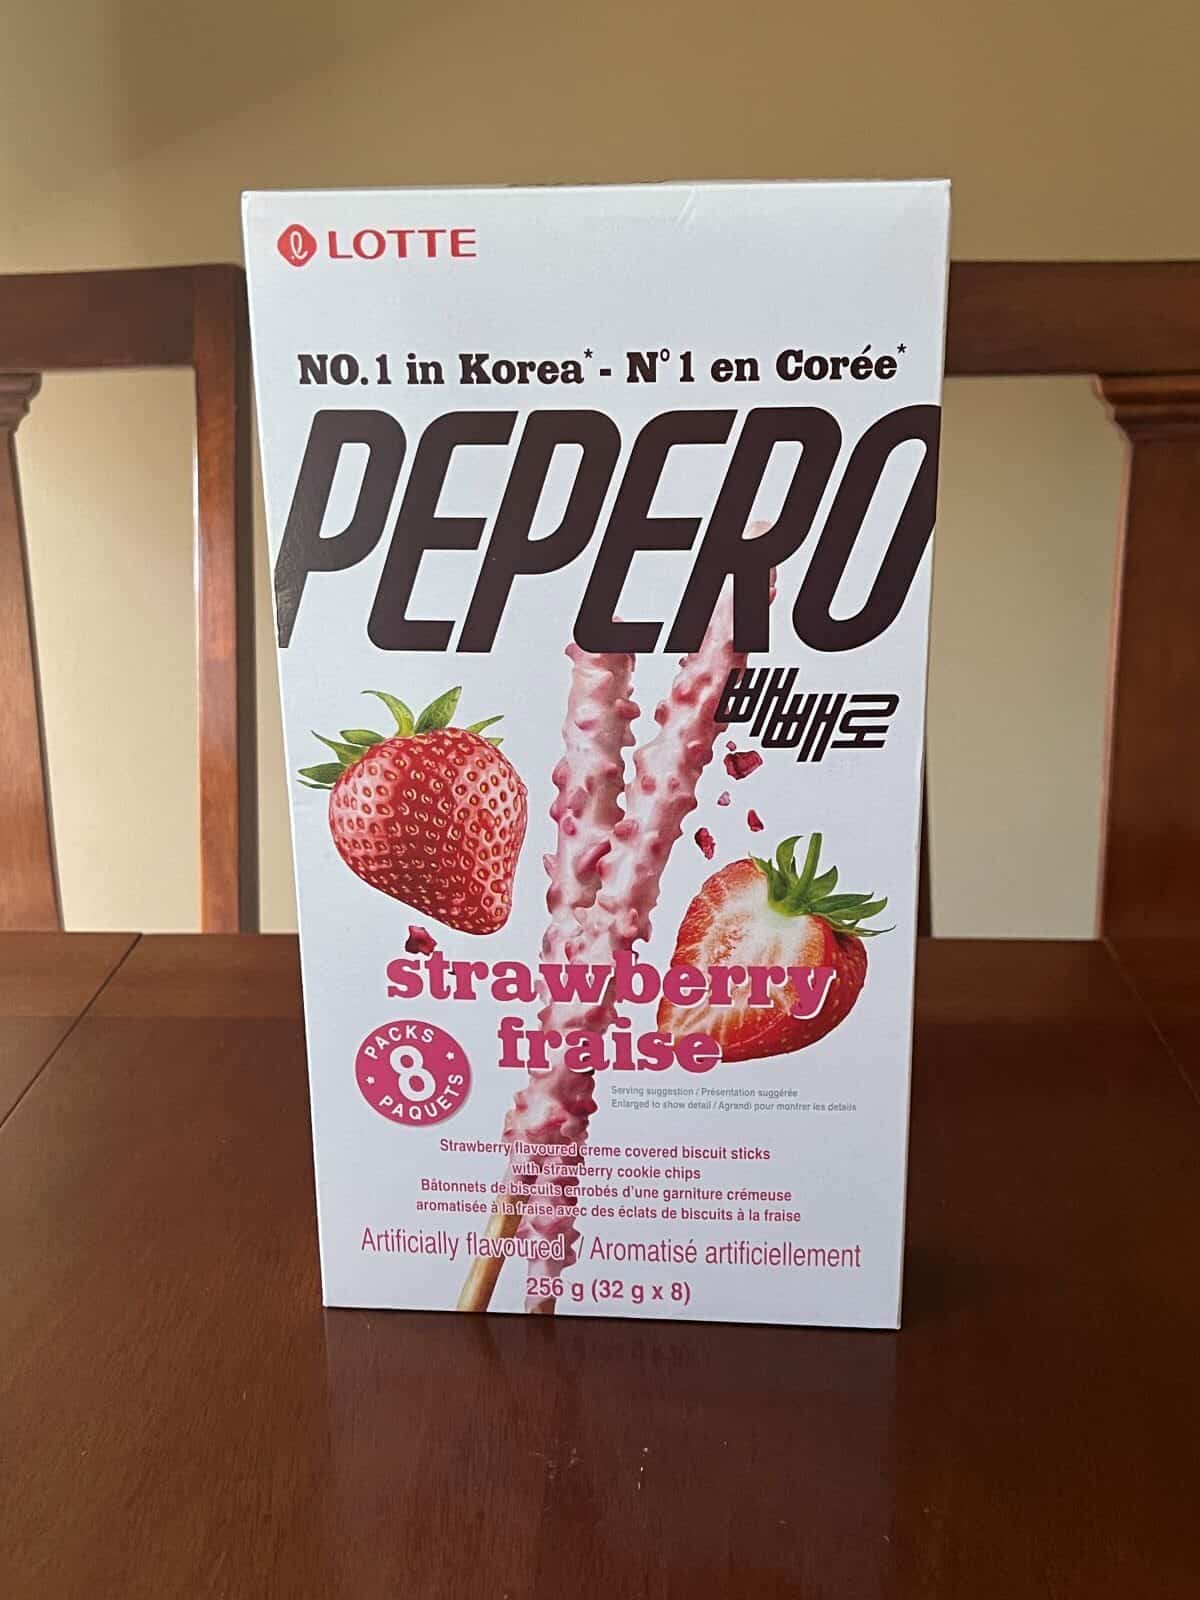 LOTTE
NO.1 in Korea* - N° 1 en Corée*
PEPERO
빼빼로
strawberry
fraise
PACKS
8
PAQUETS
Serving suggestion / Présentation suggérée
Enlarged to show detail / Agrandi pour montrer les détails
Strawberry flavoured creme covered biscuit sticks
with strawberry cookie chips
Bâtonnets de biscuits enrobés d'une garniture crémeuse
aromatisée à la fraise avec des éclats de biscuits à la fraise
Artificially flavoured / Aromatisé artificiellement
256 g (32 g x 8)